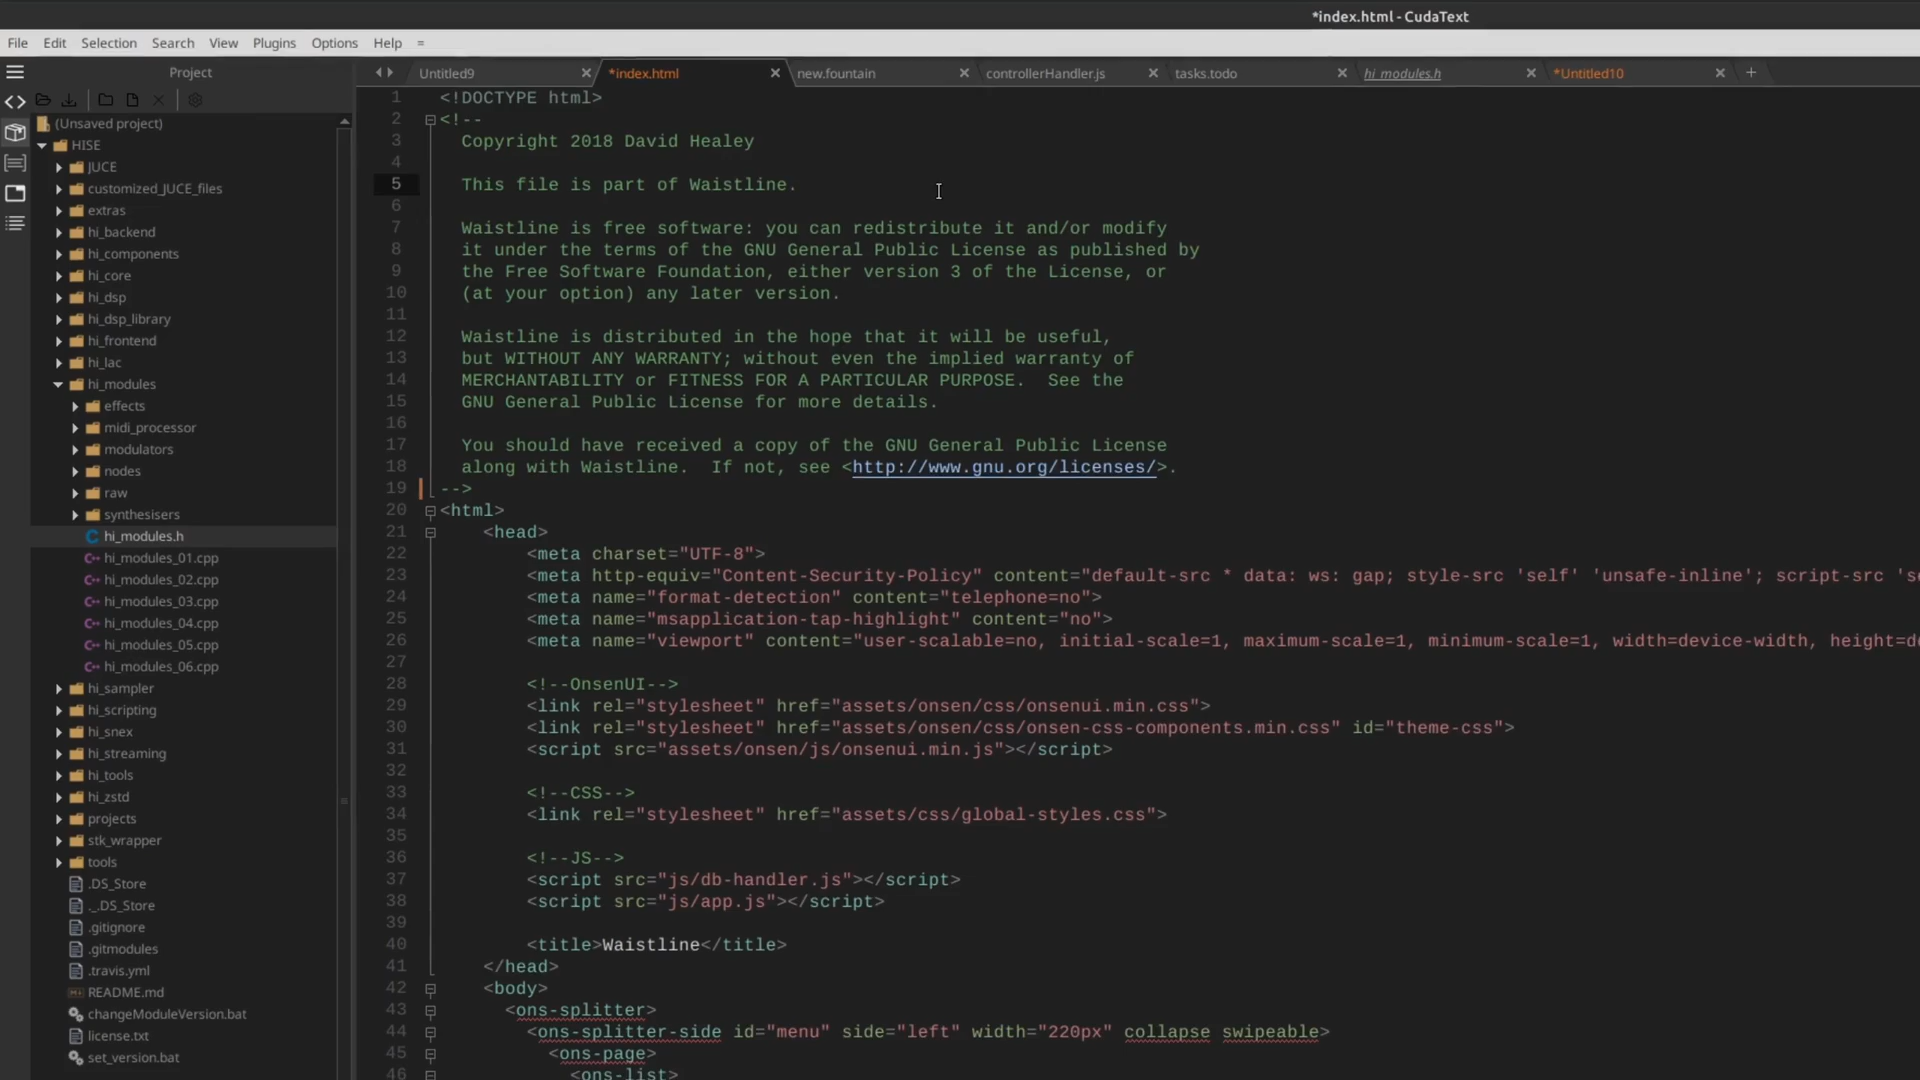 *index.html - CudaText
File Edit Selection Search View Plugins Options Help =
Project
Untitled9 *index.html new.fountain controllerHandler.js tasks.todo hi_modules.h *Untitled10
(Unsaved project)
HISE
JUCE
customized_JUCE_files
extras
hi_backend
hi_components
hi_core
hi_dsp
hi_dsp_library
hi_frontend
hi_lac
hi_modules
effects
midi_processor
modulators
nodes
raw
synthesisers
hi_modules.h
hi_modules_01.cpp
hi_modules_02.cpp
hi_modules_03.cpp
hi_modules_04.cpp
hi_modules_05.cpp
hi_modules_06.cpp
hi_sampler
hi_scripting
hi_snex
hi_streaming
hi_tools
hi_zstd
projects
stk_wrapper
tools
.DS_Store
._.DS_Store
.gitignore
.gitmodules
.travis.yml
README.md
changeModuleVersion.bat
license.txt
set_version.bat
1 <!DOCTYPE html>
2 <!--
3 Copyright 2018 David Healey
4
5 This file is part of Waistline.
6
7 Waistline is free software: you can redistribute it and/or modify
8 it under the terms of the GNU General Public License as published by
9 the Free Software Foundation, either version 3 of the License, or
10 (at your option) any later version.
11
12 Waistline is distributed in the hope that it will be useful,
13 but WITHOUT ANY WARRANTY; without even the implied warranty of
14 MERCHANTABILITY or FITNESS FOR A PARTICULAR PURPOSE.  See the
15 GNU General Public License for more details.
16
17 You should have received a copy of the GNU General Public License
18 along with Waistline.  If not, see <http://www.gnu.org/licenses/>.
19 -->
20 <html>
21 <head>
22 <meta charset="UTF-8">
23 <meta http-equiv="Content-Security-Policy" content="default-src * data: ws: gap; style-src 'self' 'unsafe-inline'; script-src 'se
24 <meta name="format-detection" content="telephone=no">
25 <meta name="msapplication-tap-highlight" content="no">
26 <meta name="viewport" content="user-scalable=no, initial-scale=1, maximum-scale=1, minimum-scale=1, width=device-width, height=de
27
28 <!--OnsenUI-->
29 <link rel="stylesheet" href="assets/onsen/css/onsenui.min.css">
30 <link rel="stylesheet" href="assets/onsen/css/onsen-css-components.min.css" id="theme-css">
31 <script src="assets/onsen/js/onsenui.min.js"></script>
32
33 <!--CSS-->
34 <link rel="stylesheet" href="assets/css/global-styles.css">
35
36 <!--JS-->
37 <script src="js/db-handler.js"></script>
38 <script src="js/app.js"></script>
39
40 <title>Waistline</title>
41 </head>
42 <body>
43 <ons-splitter>
44 <ons-splitter-side id="menu" side="left" width="220px" collapse swipeable>
45 <ons-page>
46 <ons-list>